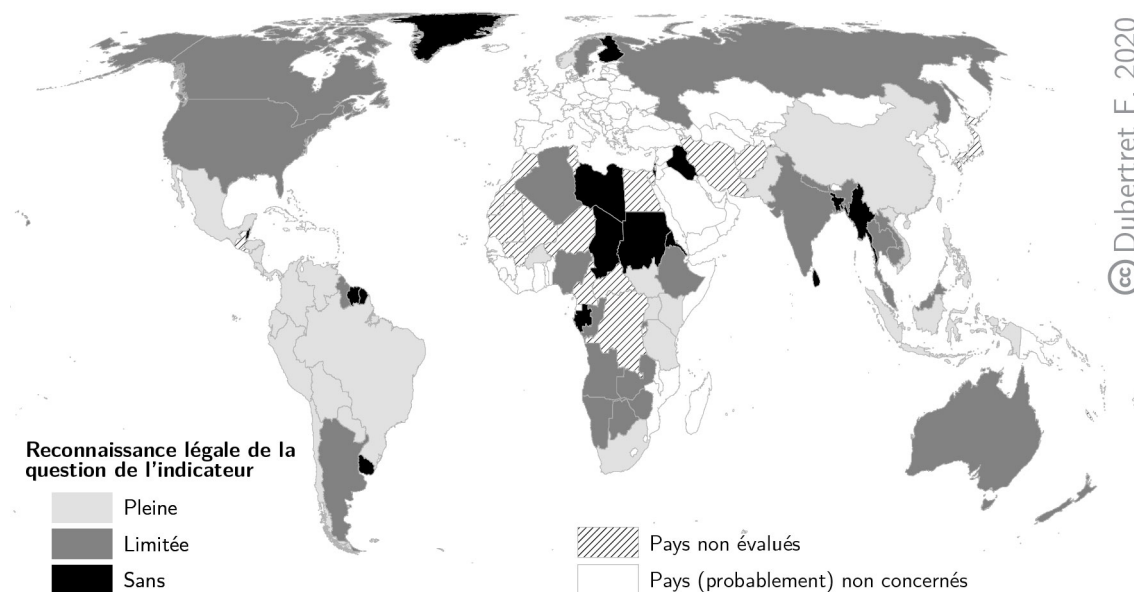 cc Dubertret F. 2020
Reconnaissance légale de la
question de l'indicateur
Pleine
Limitée
Sans
Pays non évalués
Pays (probablement) non concernés